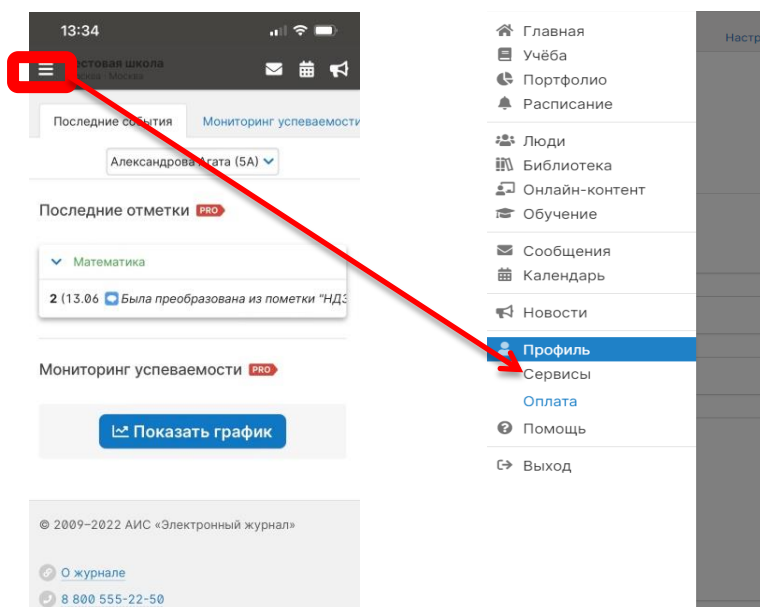 13:34
стовая школа
Москва
Последние события
Мониторинг успеваемости
Александрова Агата (5А)
Последние отметки PRO
Математика
2 (13.06 Была преобразована из пометки "НДЗ
Мониторинг успеваемости PRO
Показать график
© 2009–2022 АИС «Электронный журнал»
О журнале
8 800 555-22-50
Главная
Учёба
Портфолио
Расписание
Люди
Библиотека
Онлайн-контент
Обучение
Сообщения
Календарь
Новости
Профиль
Сервисы
Оплата
Помощь
Выход
Настр